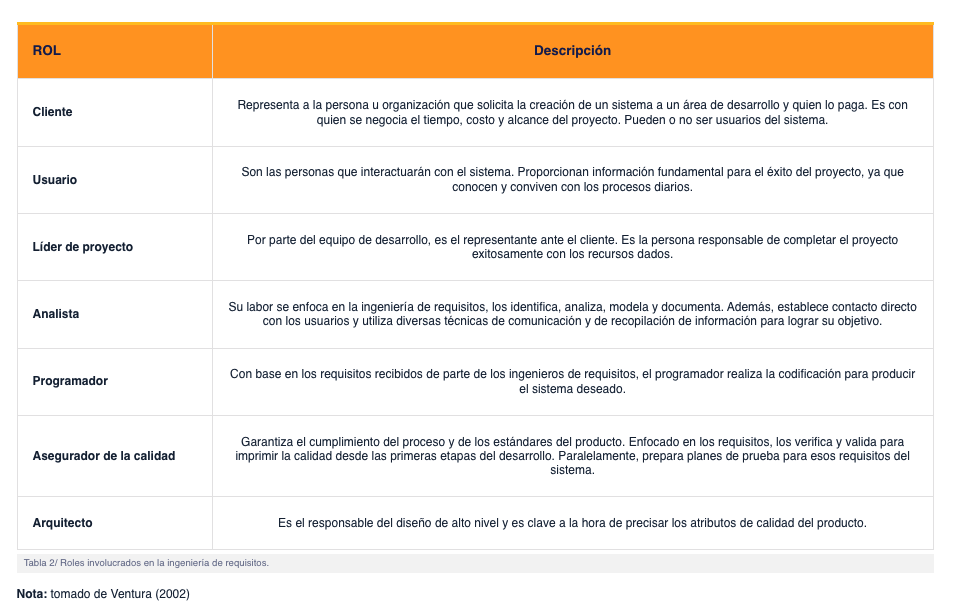 ROL
Descripción
Cliente
Representa a la persona u organización que solicita la creación de un sistema a un área de desarrollo y quien lo paga. Es con
quien se negocia el tiempo, costo y alcance del proyecto. Pueden o no ser usuarios del sistema.
Usuario
Son las personas que interactuarán con el sistema. Proporcionan información fundamental para el éxito del proyecto, ya que
conocen y conviven con los procesos diarios.
Líder de proyecto
Por parte del equipo de desarrollo, es el representante ante el cliente. Es la persona responsable de completar el proyecto
exitosamente con los recursos dados.
Analista
Su labor se enfoca en la ingeniería de requisitos, los identifica, analiza, modela y documenta. Además, establece contacto directo
con los usuarios y utiliza diversas técnicas de comunicación y de recopilación de información para lograr su objetivo.
Programador
Con base en los requisitos recibidos de parte de los ingenieros de requisitos, el programador realiza la codificación para producir
el sistema deseado.
Asegurador de la calidad
Garantiza el cumplimiento del proceso y de los estándares del producto. Enfocado en los requisitos, los verifica y valida para
imprimir la calidad desde las primeras etapas del desarrollo. Paralelamente, prepara planes de prueba para esos requisitos del
sistema.
Arquitecto
Es el responsable del diseño de alto nivel y es clave a la hora de precisar los atributos de calidad del producto.
Tabla 2/ Roles involucrados en la ingeniería de requisitos.
Nota: tomado de Ventura (2002)